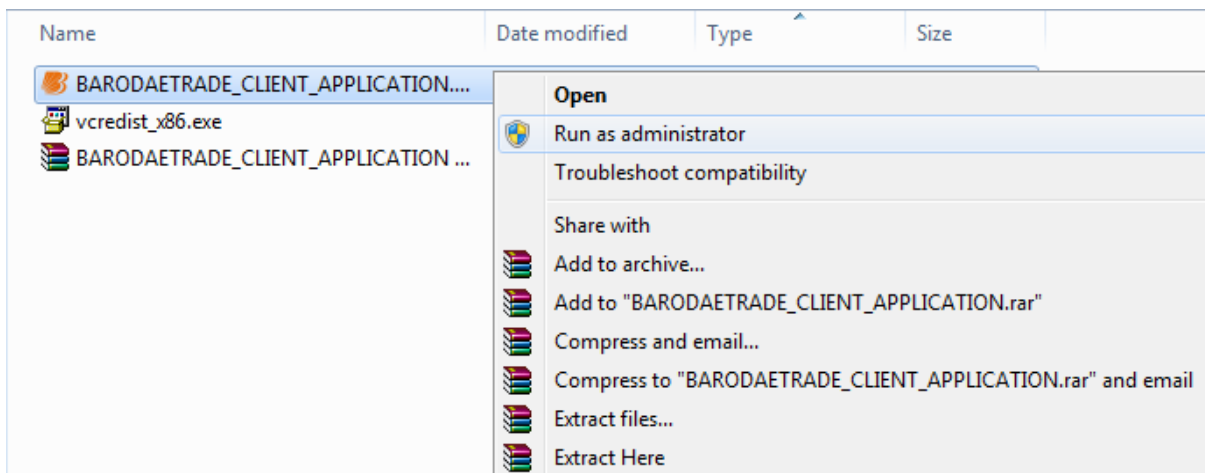 Name Date modified Type Size
BARODAETRADE_CLIENT_APPLICATION....
vcredist_x86.exe
BARODAETRADE_CLIENT_APPLICATION ...
Open
Run as administrator
Troubleshoot compatibility
Share with
Add to archive...
Add to "BARODAETRADE_CLIENT_APPLICATION.rar"
Compress and email...
Compress to "BARODAETRADE_CLIENT_APPLICATION.rar" and email
Extract files...
Extract Here